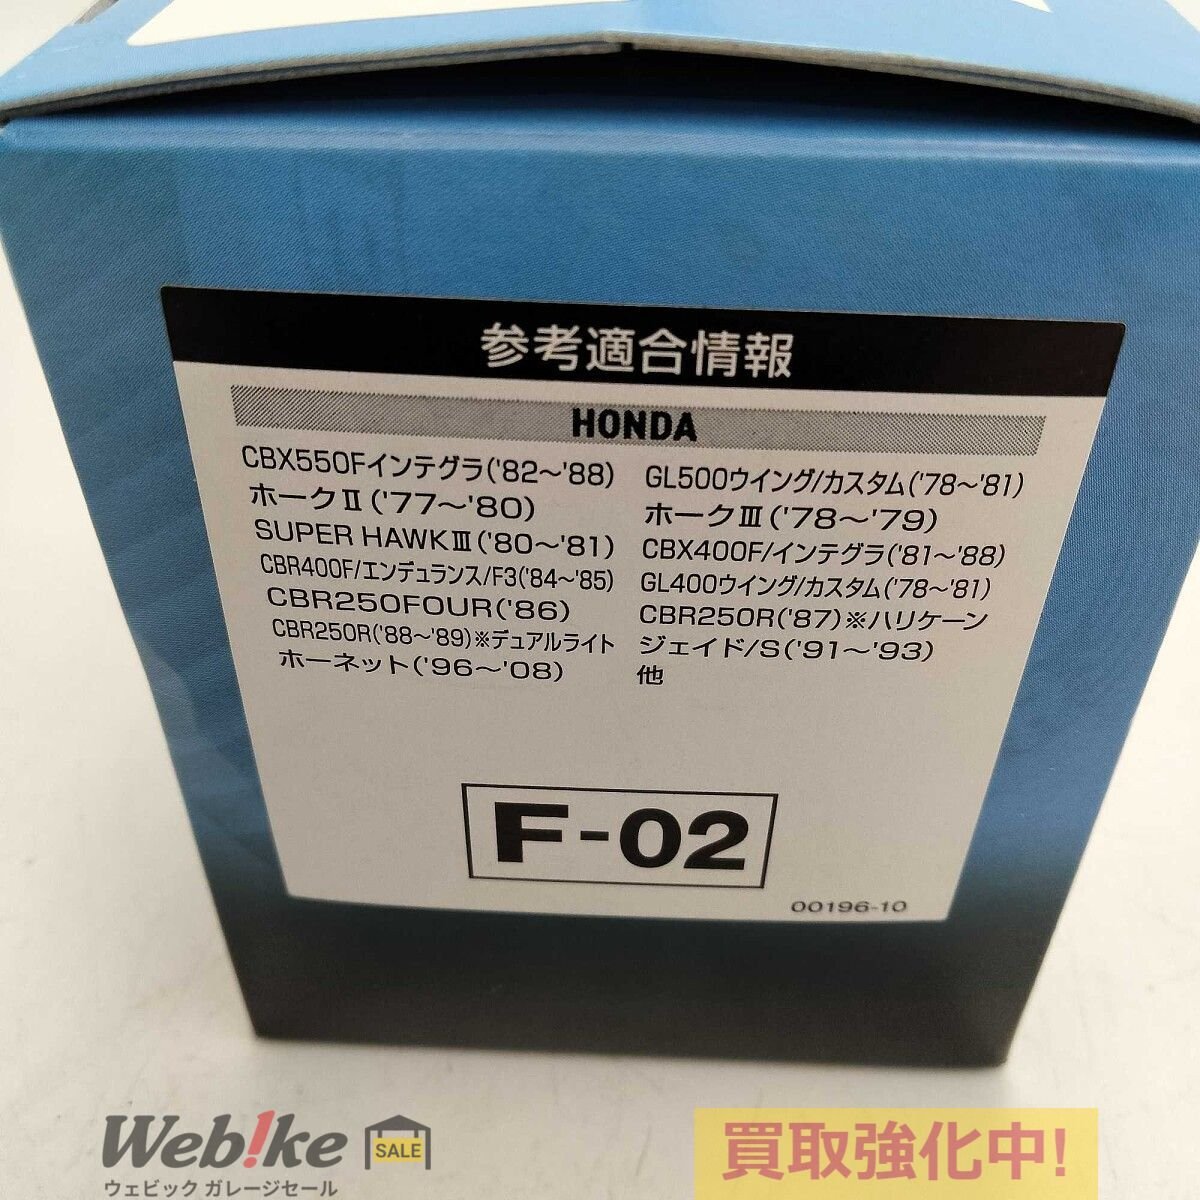 参考適合情報
HONDA
CBX550Fインテグラ('82〜'88)
ホークⅡ('77〜'80)
SUPER HAWKⅢ('80〜'81)
CBR400F/エンデュランス/F3('84〜'85)
CBR250FOUR('86)
CBR250R('88〜'89)※デュアルライト
ホーネット('96〜'08)
GL500ウイング/カスタム('78〜'81)
ホークⅢ('78〜'79)
CBX400F/インテグラ('81〜'88)
GL400ウイング/カスタム('78〜'81)
CBR250R('87)※ハリケーン
ジェイド/S('91〜'93)
他
F-02
00196-10
Web!ke SALE
ウェビック ガレージセール
買取強化中!